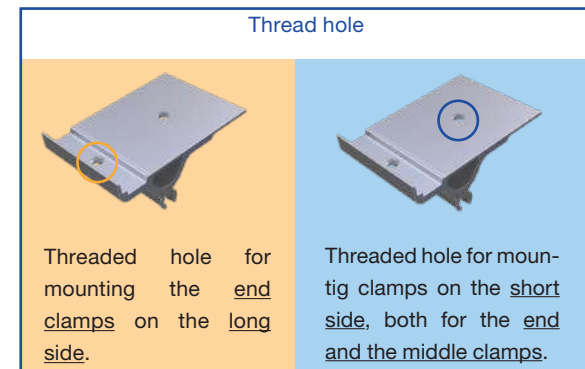 Thread hole
Threaded hole for
mounting the end
clamps on the long
side.
Threaded hole for moun-
tig clamps on the short
side, both for the end
and the middle clamps.